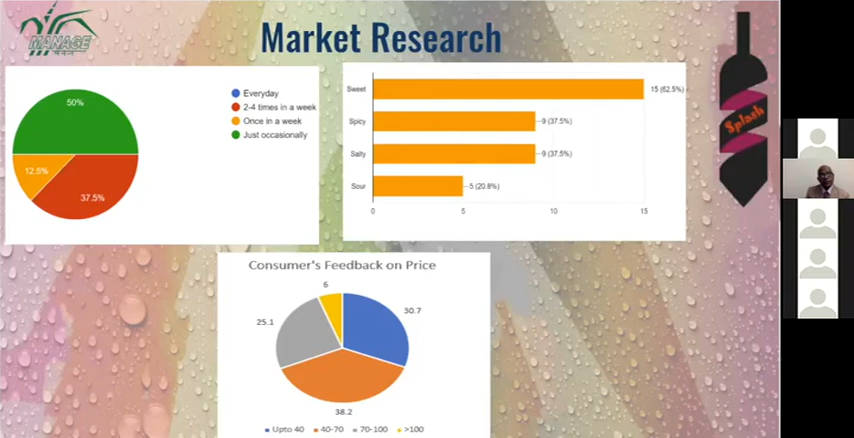 MANAGE
Market Research
Splash
50%
12.5%
37.5%
Everyday
2-4 times in a week
Once in a week
Just occasionally
Sweet 15 (62.5%)
Spicy 9 (37.5%)
Salty 9 (37.5%)
Sour 5 (20.8%)
0 5 10 15
Consumer's Feedback on Price
6
30.7
25.1
38.2
Upto 40 40-70 70-100 >100